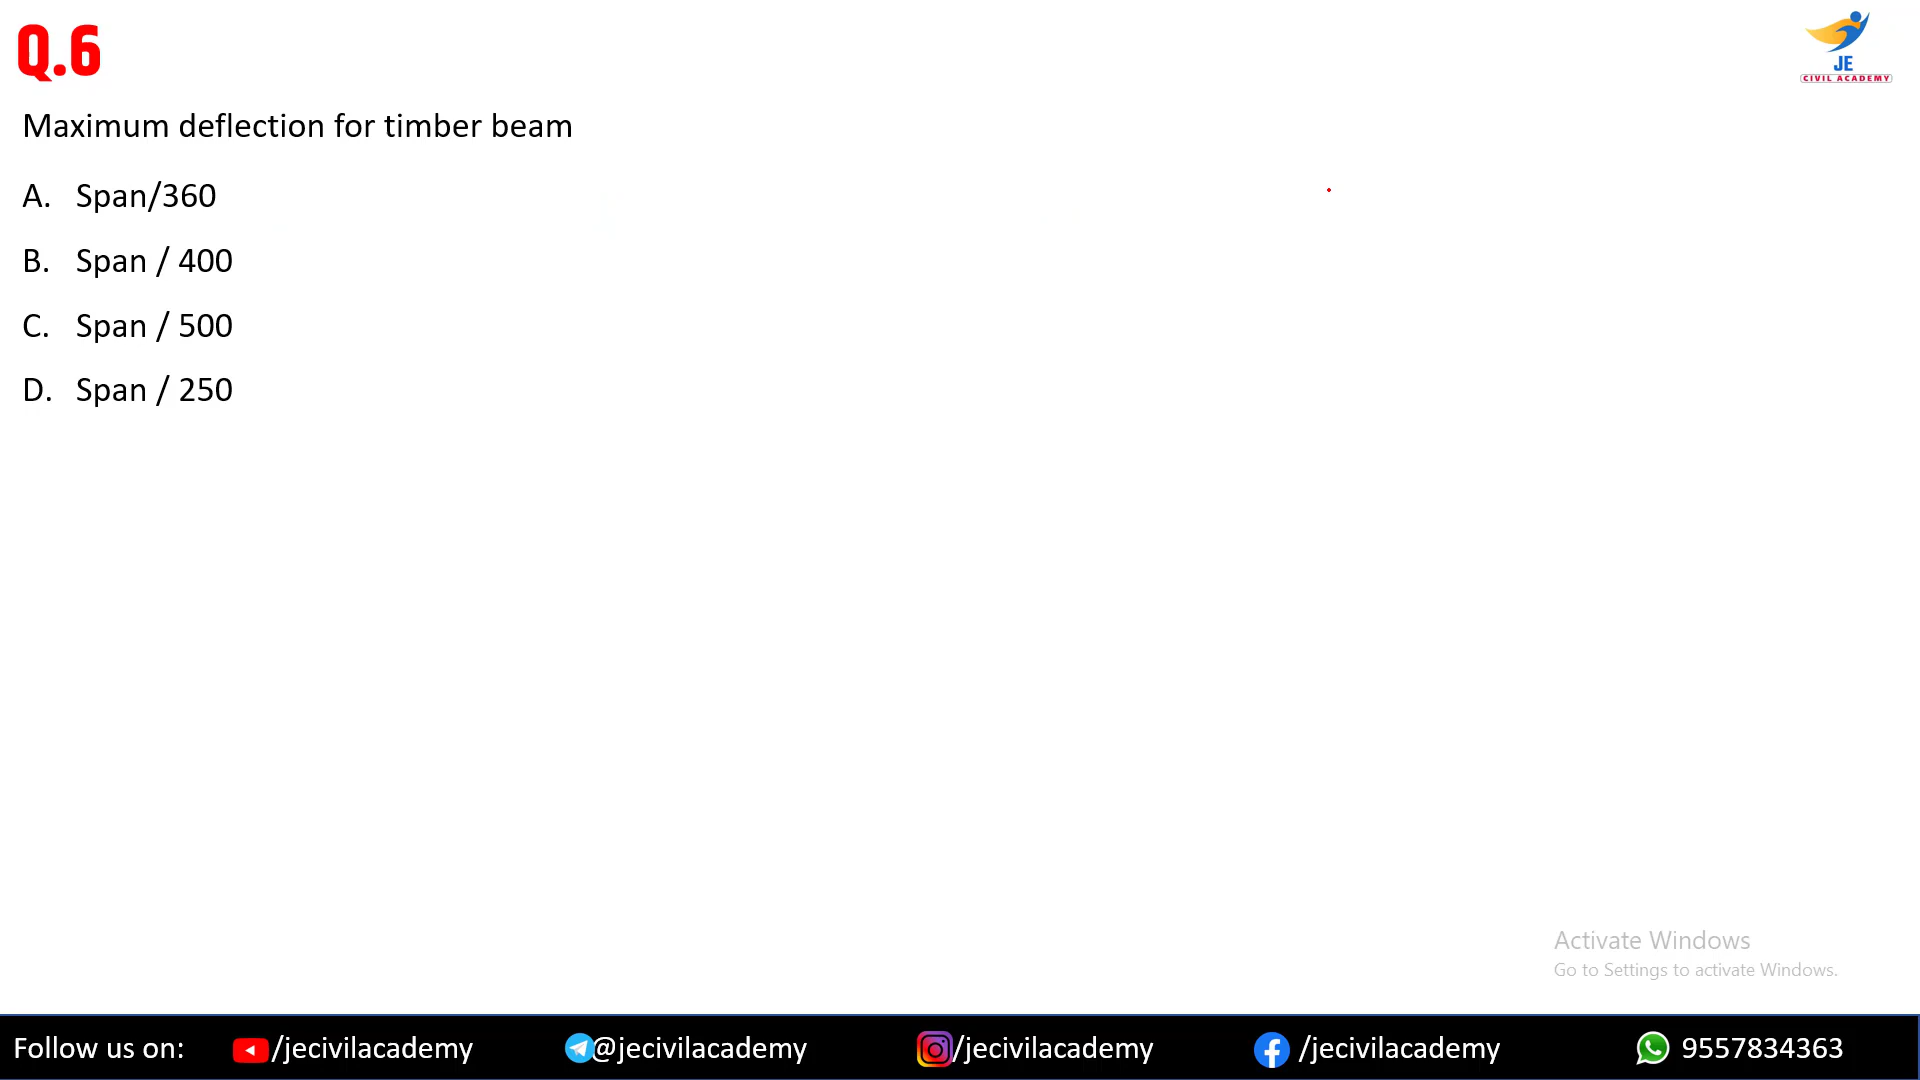 Q.6
JE
CIVIL ACADEMY
Maximum deflection for timber beam
A. Span/360
B. Span / 400
C. Span / 500
D. Span / 250
Activate Windows
Go to Settings to activate Windows.
Follow us on: /jecivilacademy @jecivilacademy /jecivilacademy /jecivilacademy 9557834363